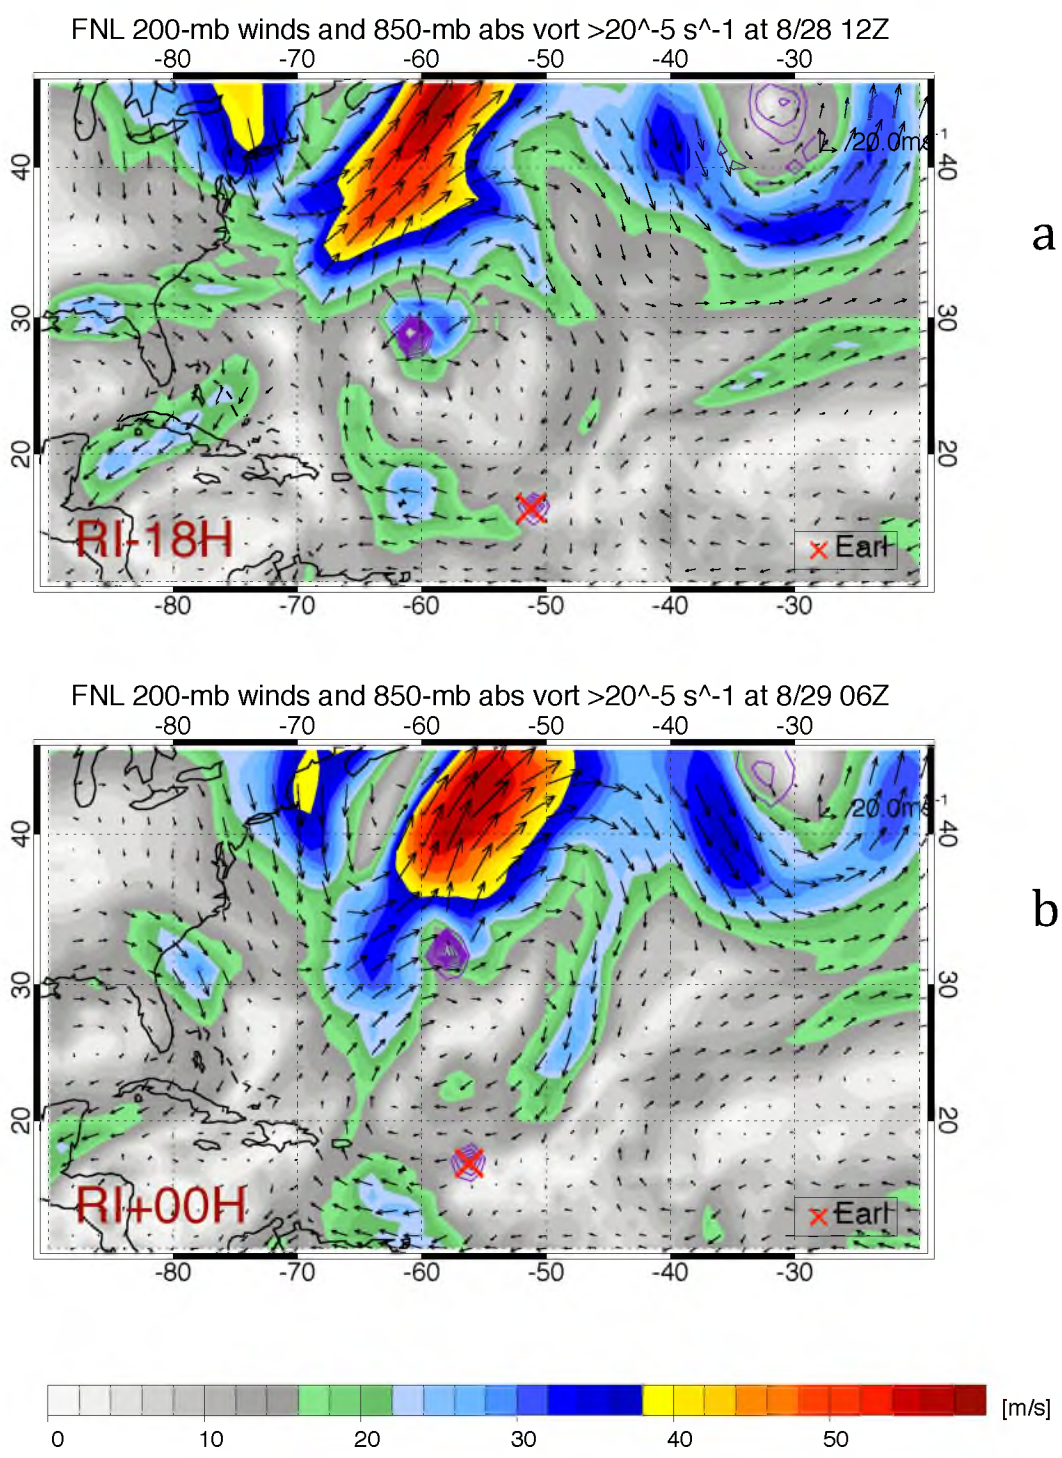 FNL 200-mb winds and 850-mb abs vort >20^-5 s^-1 at 8/28 12Z
-80 -70 -60 -50 -40 -30
20.0ms-1
40 40
a
30 30
20 20
RI-18H
Earl
-80 -70 -60 -50 -40 -30
FNL 200-mb winds and 850-mb abs vort >20^-5 s^-1 at 8/29 06Z
-80 -70 -60 -50 -40 -30
20.0ms-1
40 40
b
30 30
20 20
RI+00H
Earl
-80 -70 -60 -50 -40 -30
[m/s]
0 10 20 30 40 50